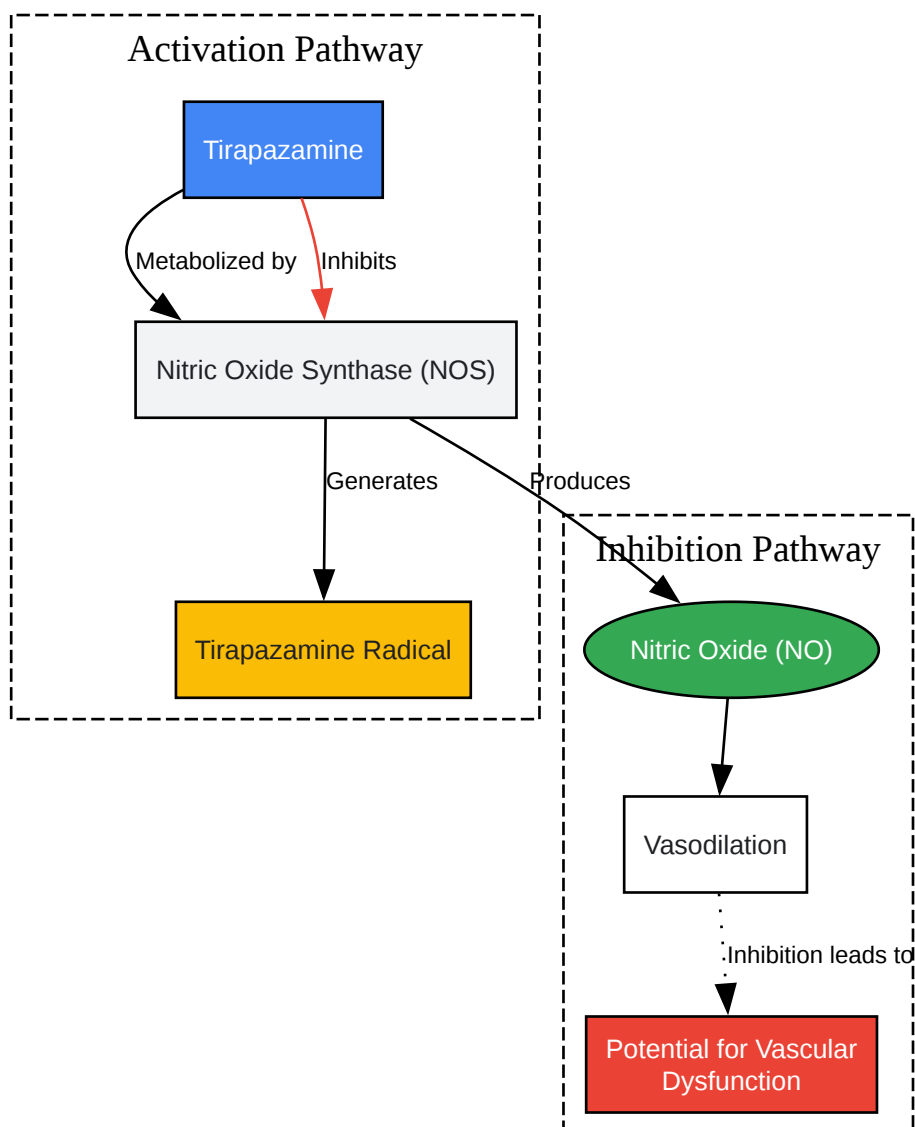 Activation Pathway
Tirapazamine
Metabolized by
Inhibits
Nitric Oxide Synthase (NOS)
Generates
Produces
Inhibition Pathway
Tirapazamine Radical
Nitric Oxide (NO)
Vasodilation
Inhibition leads to
Potential for Vascular
Dysfunction